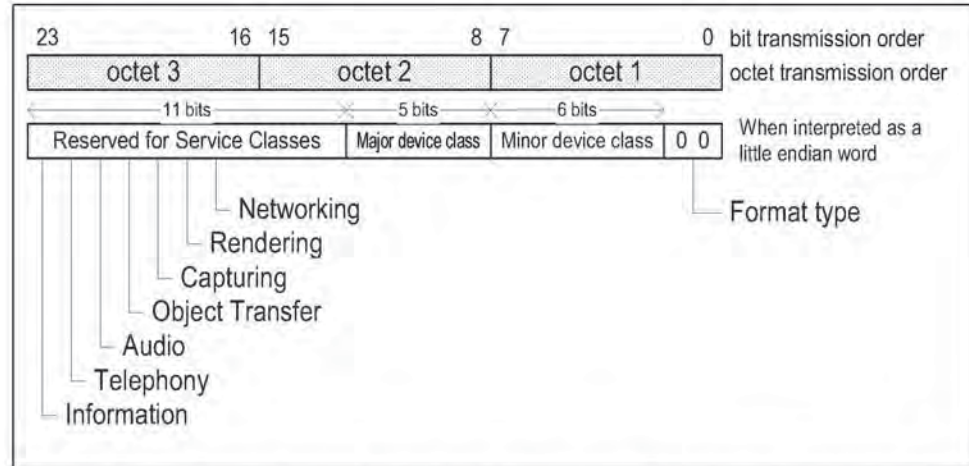 23 16 15 8 7 0 bit transmission order
octet 3 octet 2 octet 1 octet transmission order
11 bits 5 bits 6 bits
Reserved for Service Classes Major device class Minor device class 0 0 When interpreted as a
little endian word
Networking Format type
Rendering
Capturing
Object Transfer
Audio
Telephony
Information